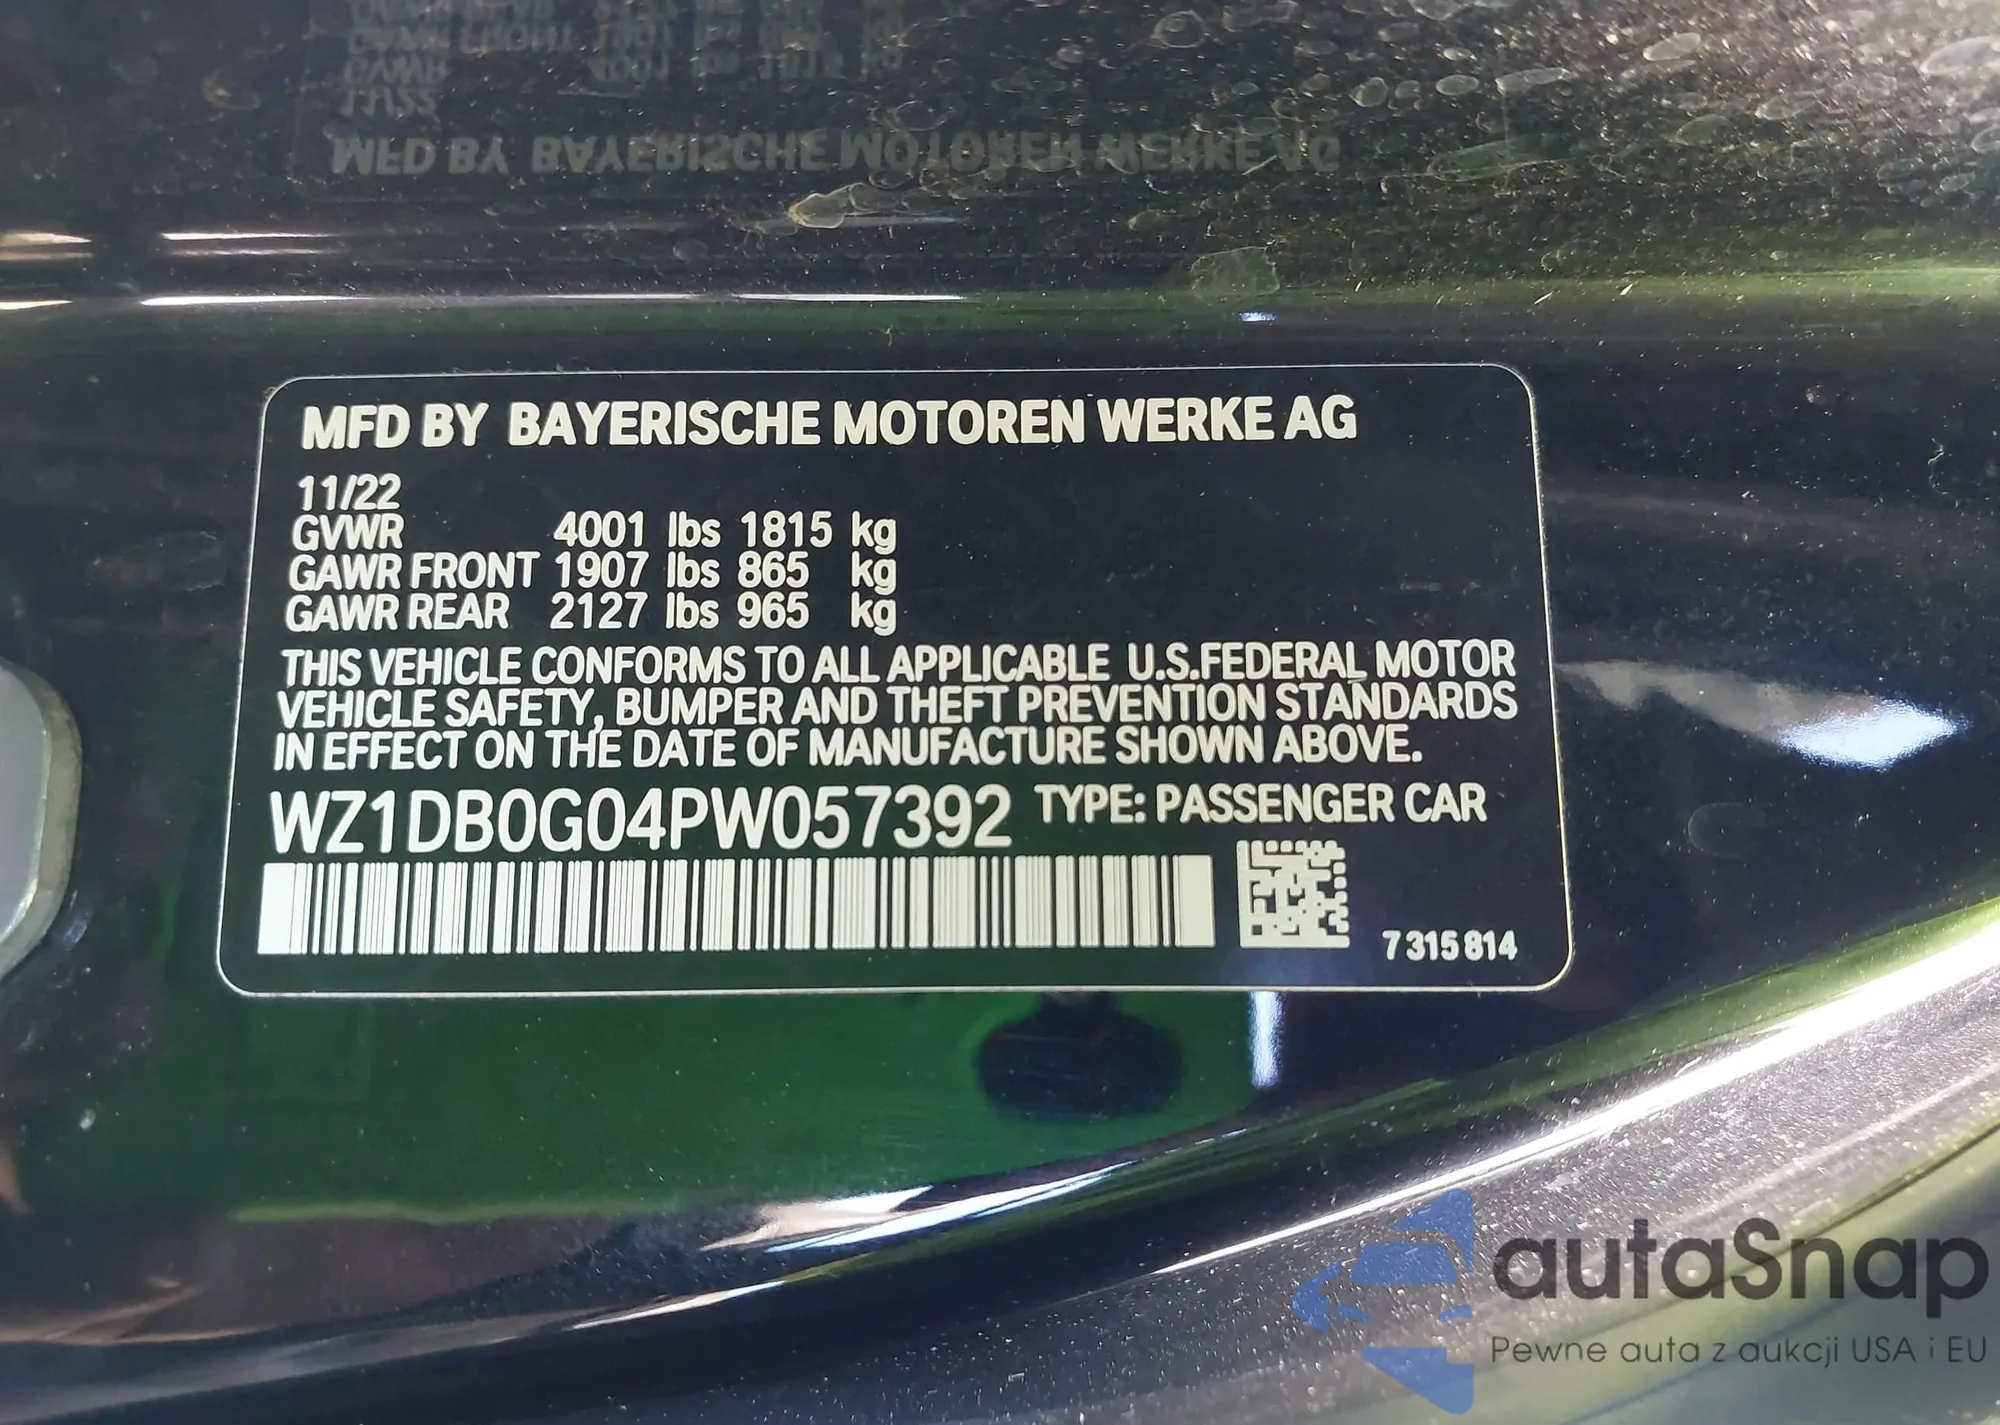 MFD BY BAYERISCHE MOTOREN WERKE AG
11/22
GVWR 4001 lbs 1815 kg
GAWR FRONT 1907 lbs 865 kg
GAWR REAR 2127 lbs 965 kg
THIS VEHICLE CONFORMS TO ALL APPLICABLE U.S.FEDERAL MOTOR
VEHICLE SAFETY, BUMPER AND THEFT PREVENTION STANDARDS
IN EFFECT ON THE DATE OF MANUFACTURE SHOWN ABOVE.
WZ1DB0G04PW057392 TYPE: PASSENGER CAR
7 315 814
autaSnap
Pewne auta z aukcji USA i EU